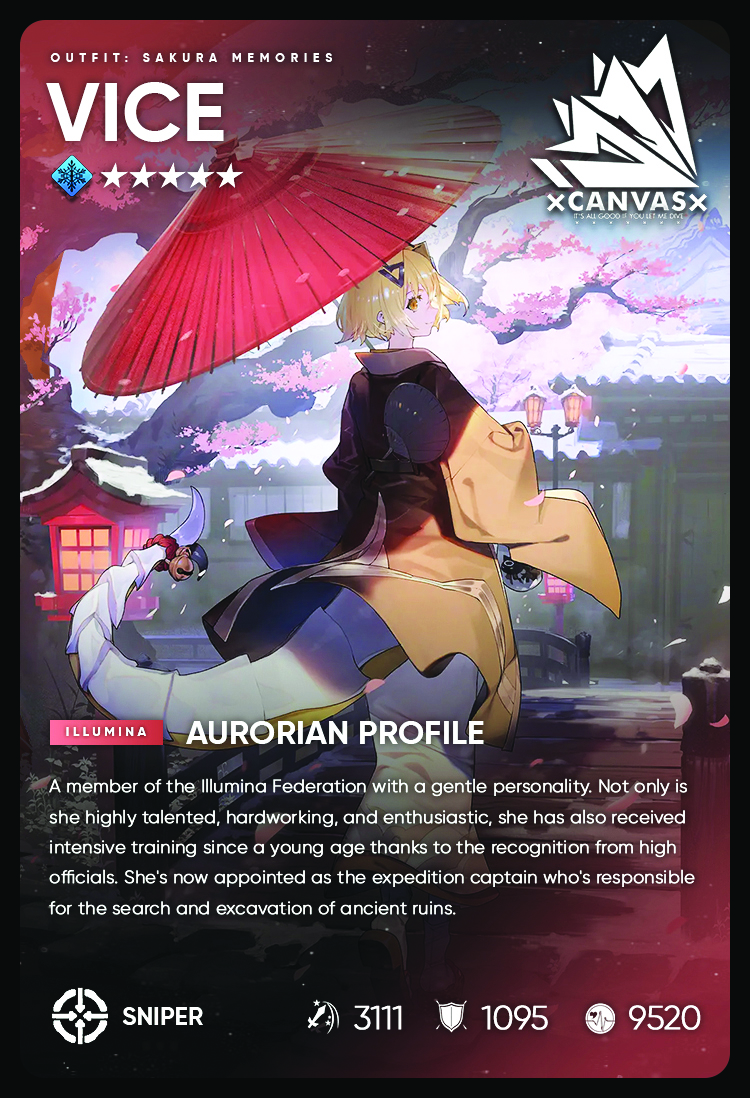 OUTFIT: SAKURA MEMORIES
VICE
xCANVASx
IT'S ALL GOOD IF YOU LET ME DIVE
ILLUMINA
AURORIAN PROFILE
A member of the Illumina Federation with a gentle personality. Not only is
she highly talented, hardworking, and enthusiastic, she has also received
intensive training since a young age thanks to the recognition from high
officials. She's now appointed as the expedition captain who's responsible
for the search and excavation of ancient ruins.
SNIPER
3111
1095
9520